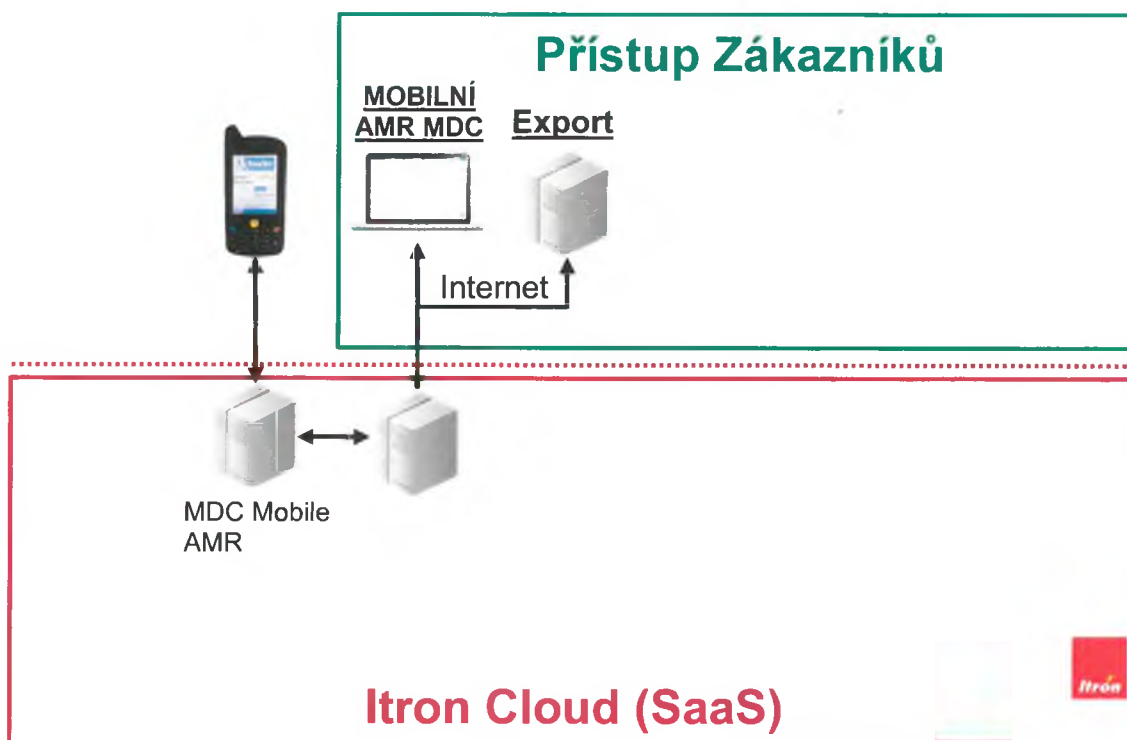 Přístup Zákazníků
MOBILNÍ
AMR MDC
Export
Internet
MDC Mobile
AMR
Itron
Itron Cloud (SaaS)